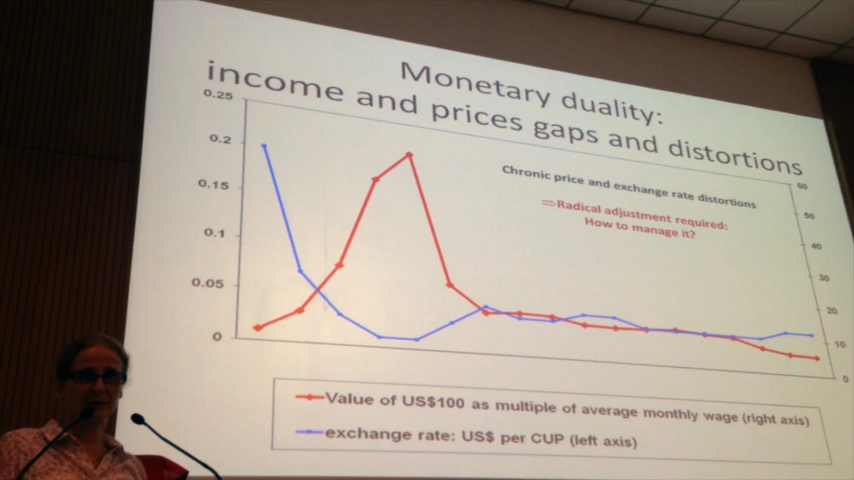 Monetary duality:
income and prices gaps and distortions
0.25
0.2
0.15
0.1
0.05
0
60
50
40
30
20
10
0
Chronic price and exchange rate distortions
⇒Radical adjustment required:
How to manage it?
Value of US$100 as multiple of average monthly wage (right axis)
exchange rate: US$ per CUP (left axis)